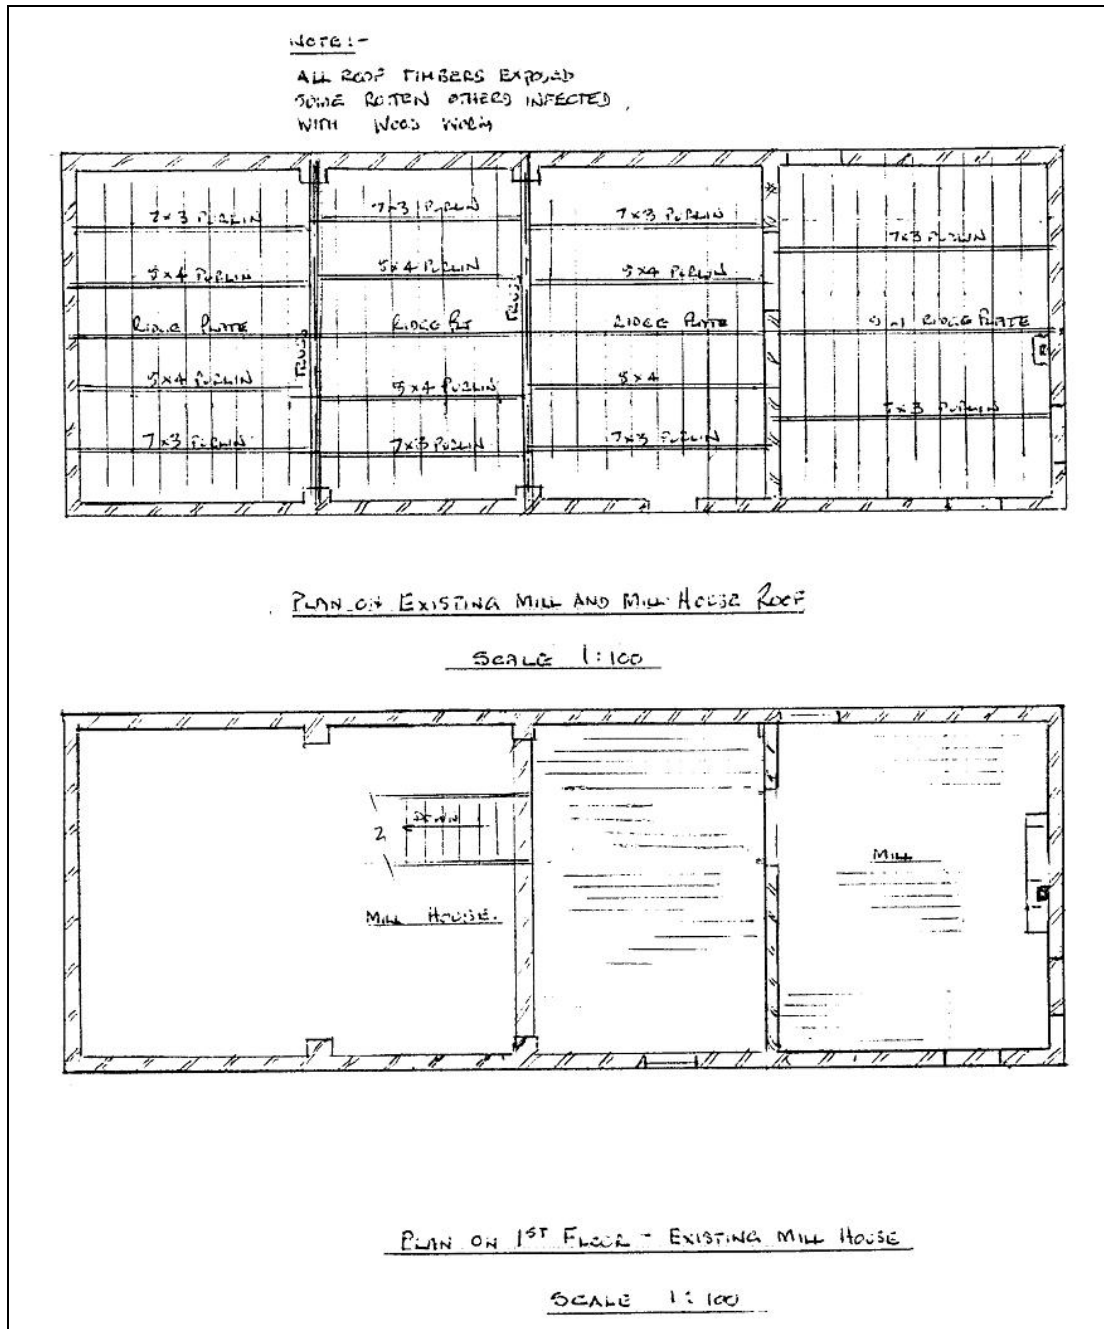 NOTE:-
ALL ROOF TIMBERS EXPOSED
SOME ROTTEN OTHERS INFECTED
WITH WOOD WORM
7x3 PURLIN
7x3 PURLIN
7x3 PURLIN
7x3 PURLIN
5x4 PURLIN
5x4 PURLIN
5x4 PURLIN
TRUSS
RIDGE PLATE
RIDGE PLT
RIDGE PLATE
RIDGE PLATE
TRUSS
5x4 PURLIN
5x4 PURLIN
5x4
7x3 PURLIN
7x3 PURLIN
7x3 PURLIN
7x3 PURLIN
PLAN ON EXISTING MILL AND MILL HOUSE ROOF
SCALE 1:100
DOWN
MILL
MILL HOUSE.
PLAN ON 1ST FLOOR - EXISTING MILL HOUSE
SCALE 1:100